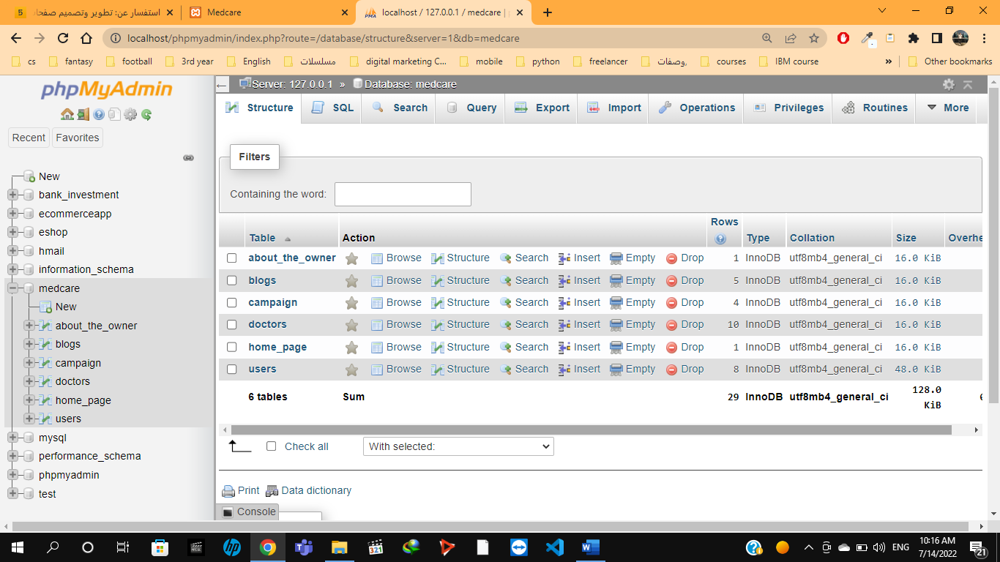 استفسار عن: تطوير وتصميم صفحا
Medcare
localhost / 127.0.0.1 / medcare |
localhost/phpmyadmin/index.php?route=/database/structure&server=1&db=medcare
cs fantasy football 3rd year English مسلسلات digital marketing C... mobile python freelancer وصفات, courses IBM course » Other bookmarks
phpMyAdmin
Recent Favorites
New
bank_investment
ecommerceapp
eshop
hmail
information_schema
medcare
New
about_the_owner
blogs
campaign
doctors
home_page
users
mysql
performance_schema
phpmyadmin
test
Server: 127.0.0.1 » Database: medcare
Structure SQL Search Query Export Import Operations Privileges Routines More
Filters
Containing the word:
Table Action Rows Type Collation Size Overhe
about_the_owner Browse Structure Search Insert Empty Drop 1 InnoDB utf8mb4_general_ci 16.0 KiB
blogs Browse Structure Search Insert Empty Drop 5 InnoDB utf8mb4_general_ci 16.0 KiB
campaign Browse Structure Search Insert Empty Drop 4 InnoDB utf8mb4_general_ci 16.0 KiB
doctors Browse Structure Search Insert Empty Drop 10 InnoDB utf8mb4_general_ci 16.0 KiB
home_page Browse Structure Search Insert Empty Drop 1 InnoDB utf8mb4_general_ci 16.0 KiB
users Browse Structure Search Insert Empty Drop 8 InnoDB utf8mb4_general_ci 48.0 KiB
6 tables Sum 29 InnoDB utf8mb4_general_ci 128.0 KiB
Check all With selected:
Print Data dictionary
Console
ENG
10:16 AM
7/14/2022
21